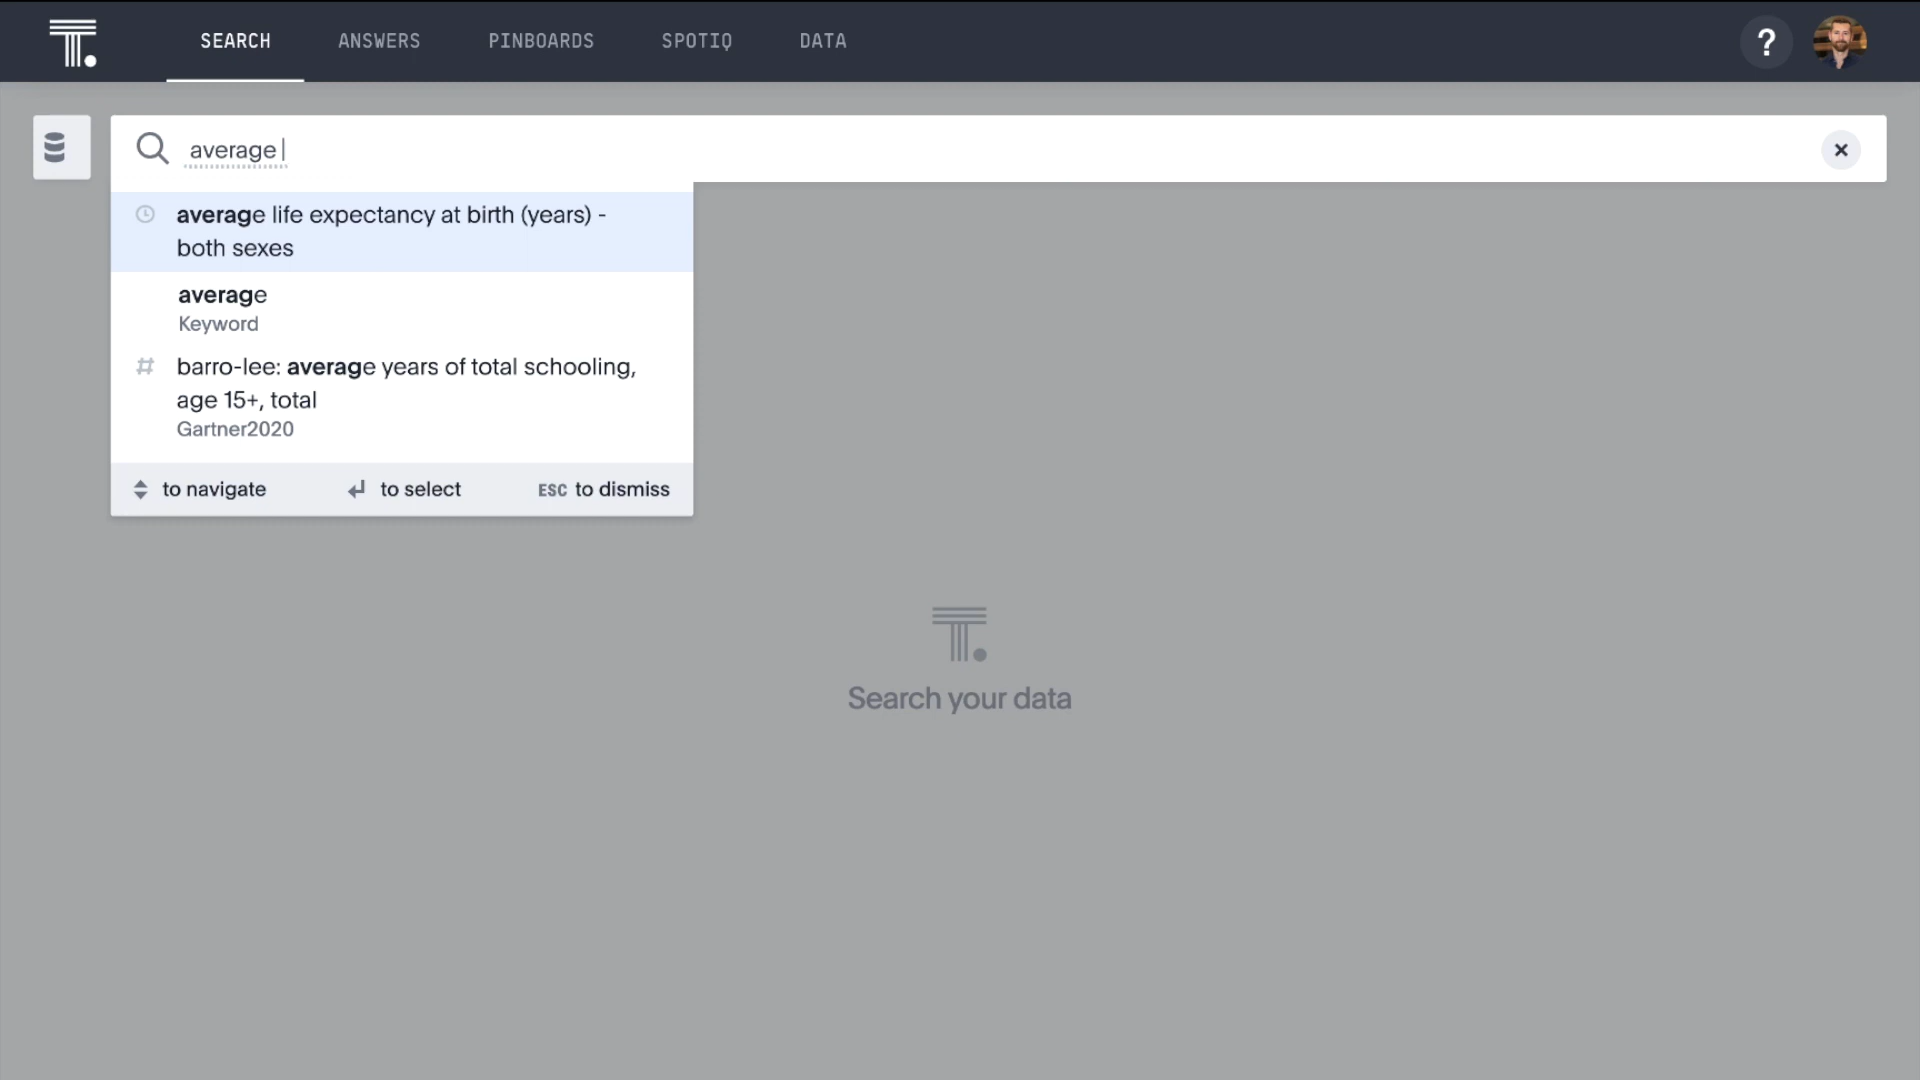 SEARCH
ANSWERS
PINBOARDS
SPOTIQ
DATA
?
average
average life expectancy at birth (years) -
both sexes
average
Keyword
barro-lee: average years of total schooling,
age 15+, total
Gartner2020
to navigate
to select
ESC to dismiss
Search your data